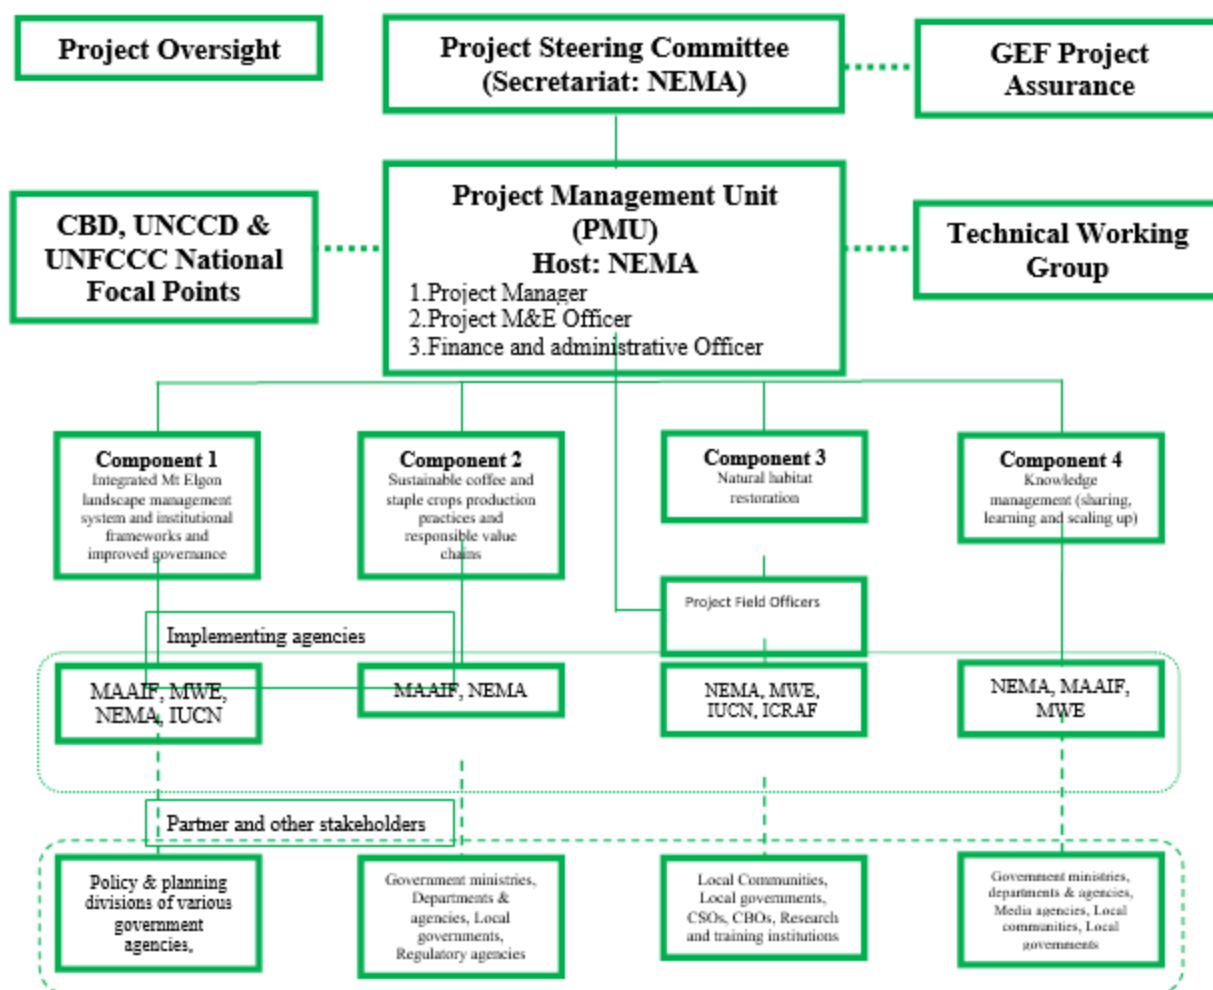 Project Oversight
Project Steering Committee
(Secretariat: NEMA)
GEF Project
Assurance
CBD, UNCCD &
UNFCCC National
Focal Points
Project Management Unit
(PMU)
Host: NEMA
1.Project Manager
2.Project M&E Officer
3.Finance and administrative Officer
Technical Working
Group
Component 1
Integrated Mt Elgon
landscape management
system and institutional
frameworks and
improved governance
Component 2
Sustainable coffee and
staple crops production
practices and
responsible value
chains
Component 3
Natural habitat
restoration
Component 4
Knowledge
management (sharing,
learning and scaling up)
Project Field Officers
Implementing agencies
MAAIF, MWE,
NEMA, IUCN
MAAIF, NEMA
NEMA, MWE,
IUCN, ICRAF
NEMA, MAAIF,
MWE
Partner and other stakeholders
Policy & planning
divisions of various
government
agencies,
Government ministries,
Departments &
agencies, Local
governments,
Regulatory agencies
Local Communities,
Local governments,
CSOs, CBOs, Research
and training institutions
Government ministries,
departments & agencies,
Media agencies, Local
communities, Local
governments